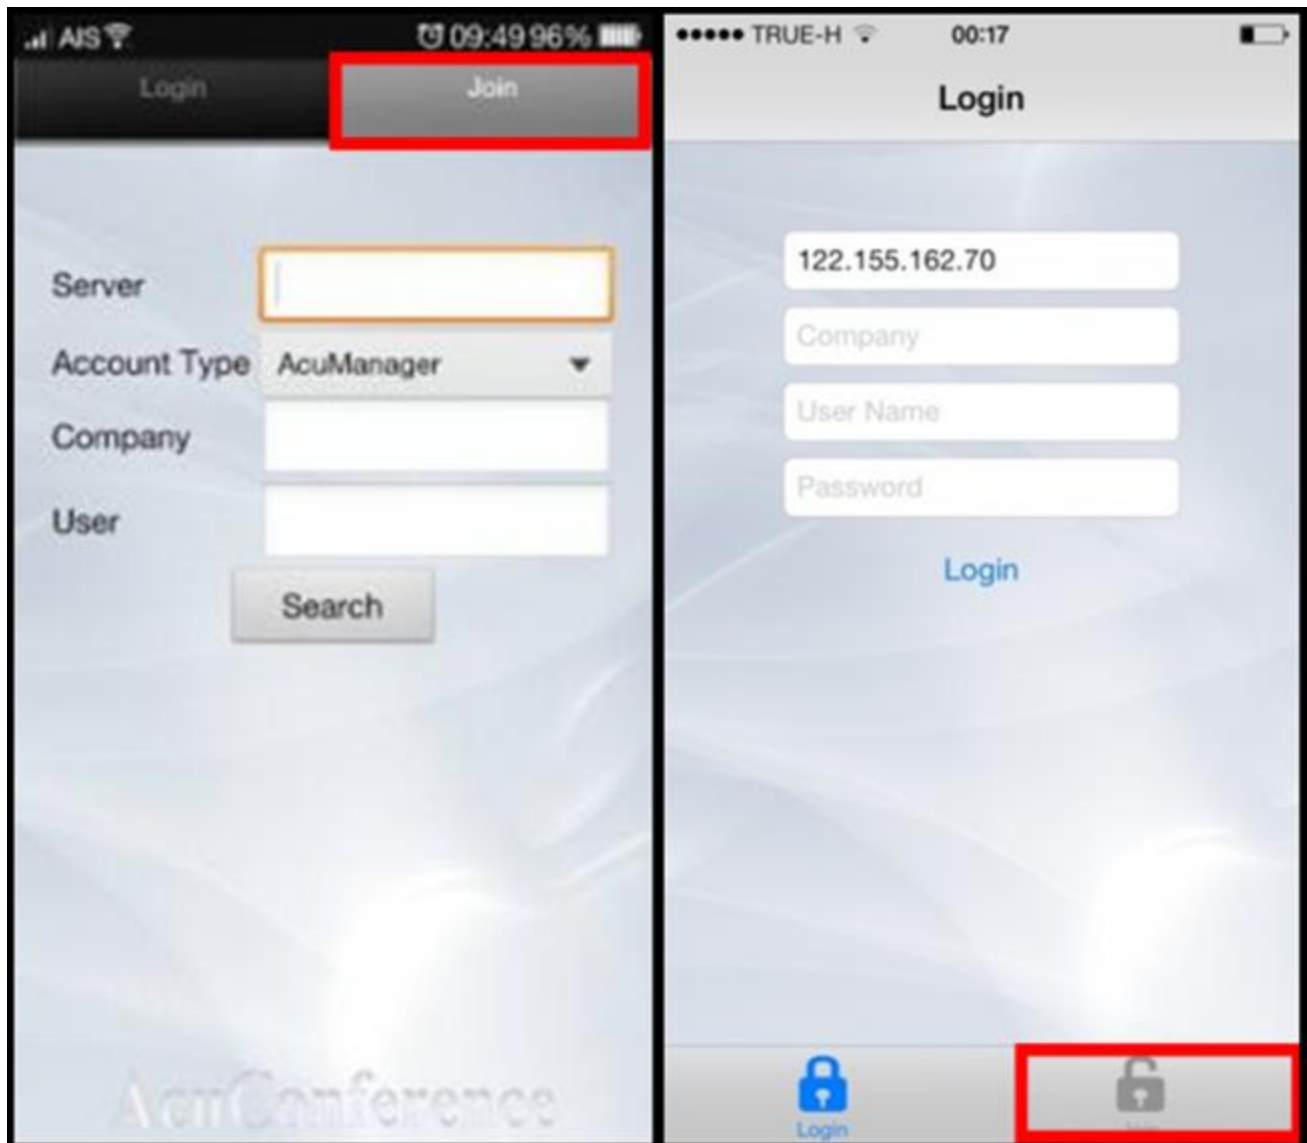 AIS 09:49 96%
Login Join
Server
Account Type AcuManager
Company
User
Search
AcuConference
TRUE-H 00:17
Login
122.155.162.70
Company
User Name
Password
Login
Login